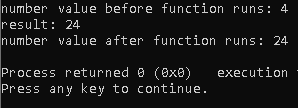 number value before function runs: 4
result: 24
number value after function runs: 24
Process returned 0 (0x0)   execution
Press any key to continue.